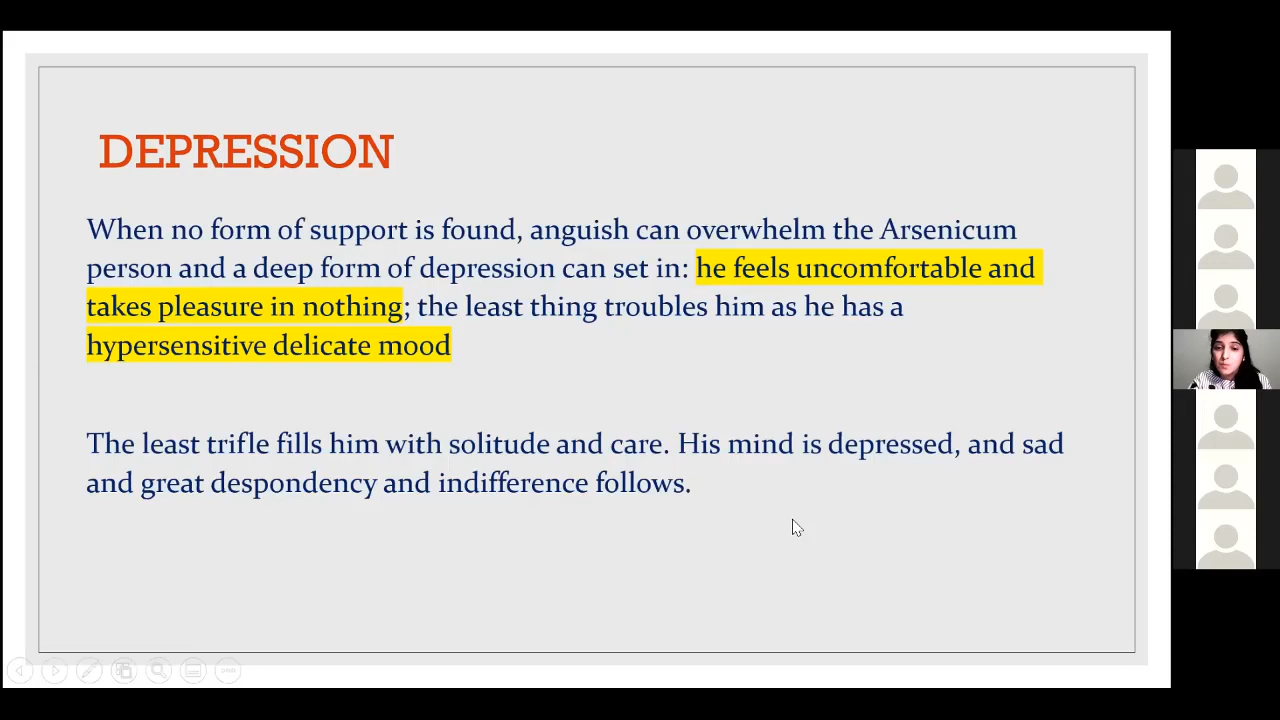 DEPRESSION
When no form of support is found, anguish can overwhelm the Arsenicum
person and a deep form of depression can set in: he feels uncomfortable and
takes pleasure in nothing; the least thing troubles him as he has a
hypersensitive delicate mood
The least trifle fills him with solitude and care. His mind is depressed, and sad
and great despondency and indifference follows.